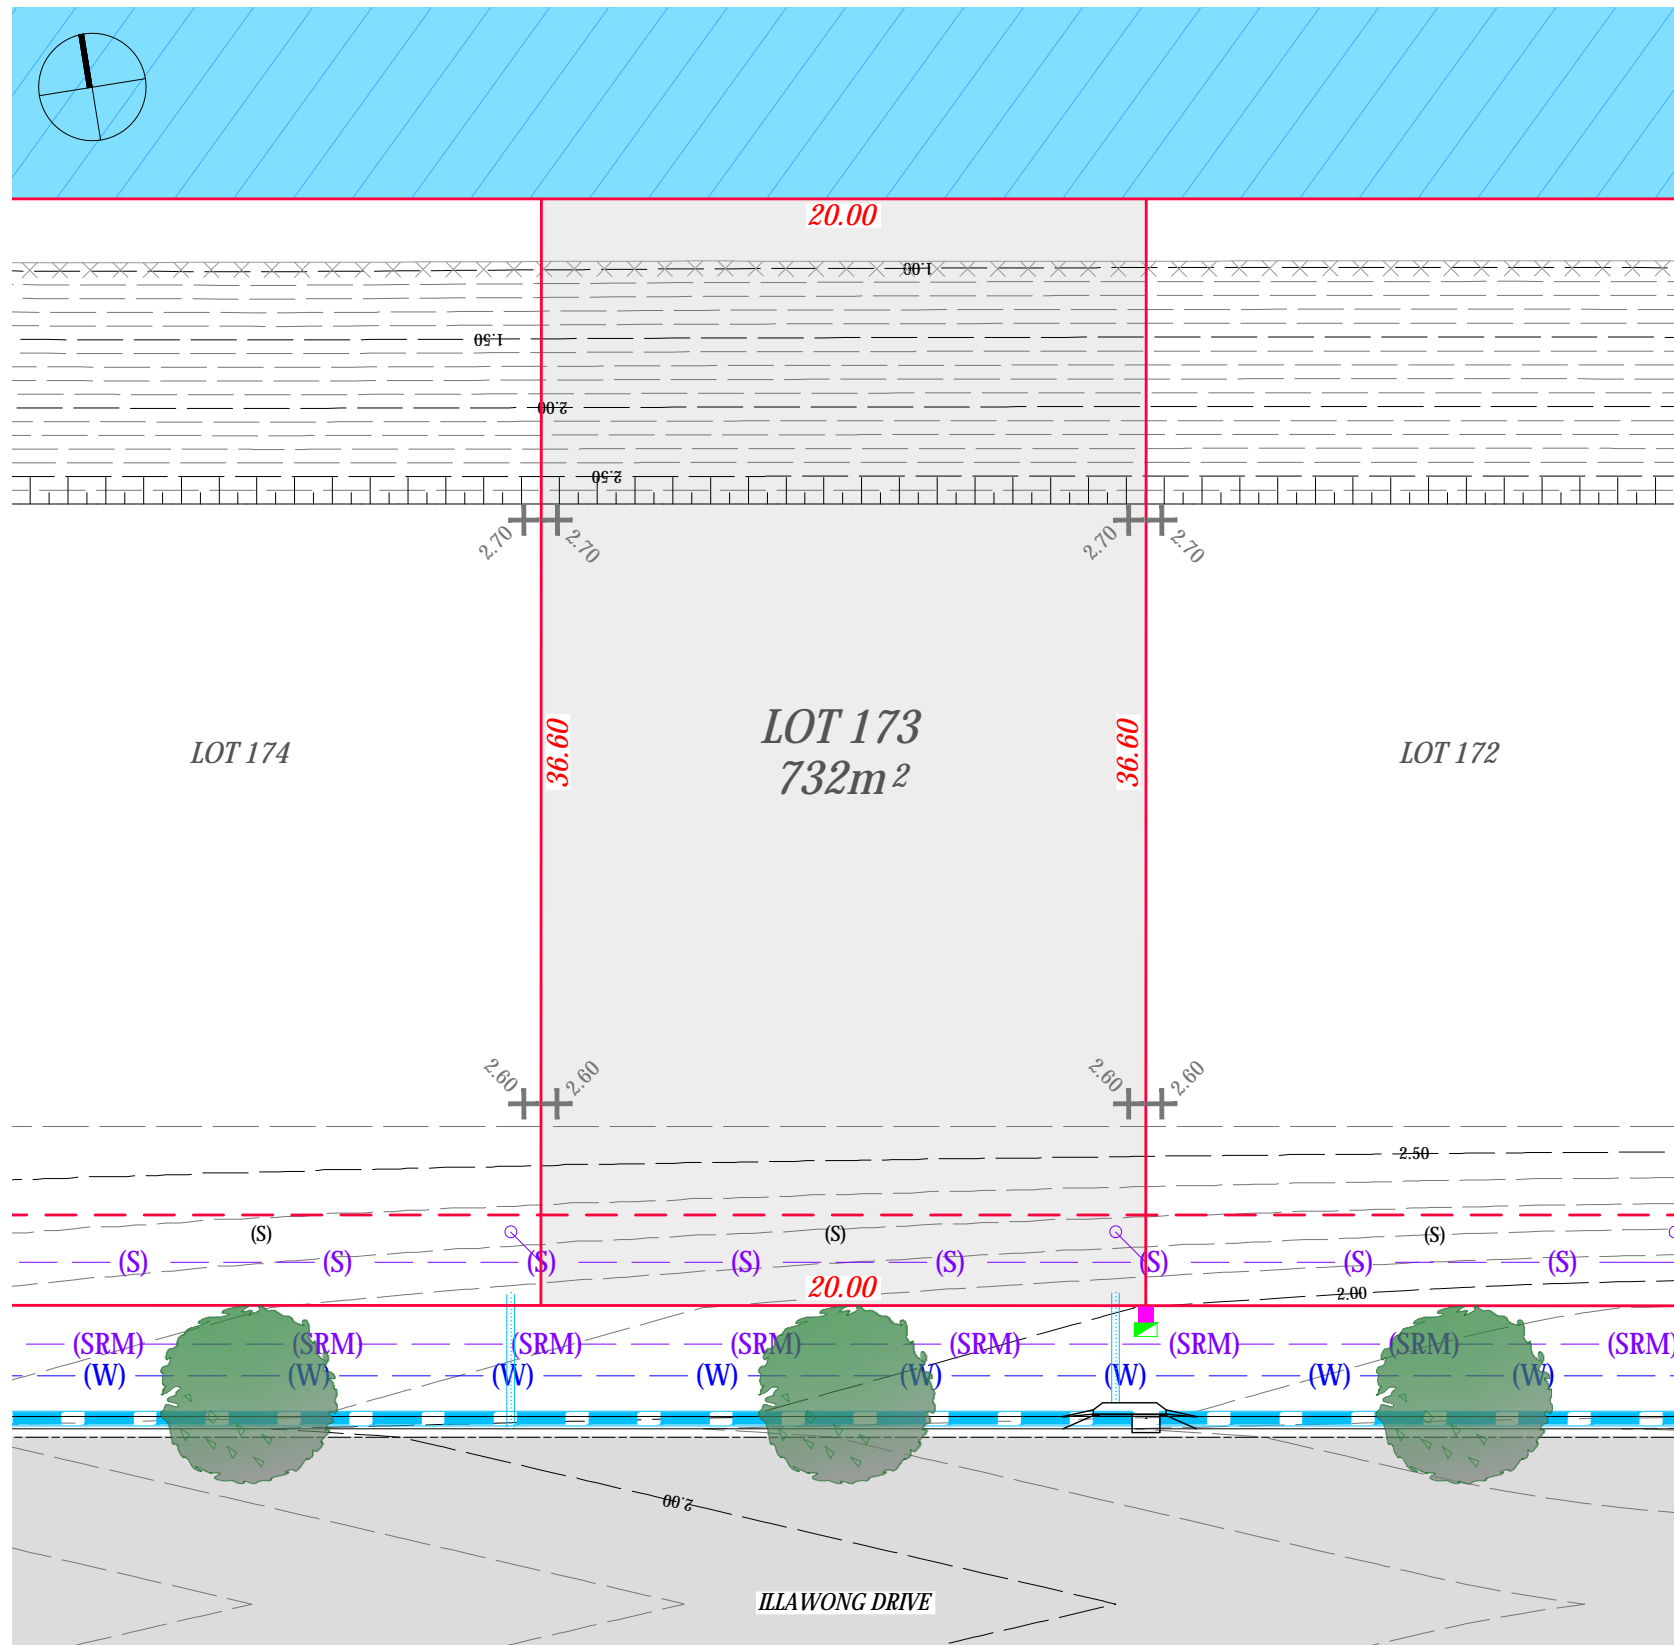 20.00
1.00
1.50
2.00
2.50
2.70
2.70
2.70
2.70
LOT 174
36.60
LOT 173
732m²
36.60
LOT 172
2.60
2.60
2.60
2.60
2.50
(S) (S) (S)
(S) (S) (S) (S) (S) (S) (S) (S)
20.00
2.00
(SRM) (SRM) (SRM) (SRM) (SRM) (SRM) (SRM) (SRM)
(W) (W) (W) (W) (W) (W) (W) (W)
2.00
ILLAWONG DRIVE